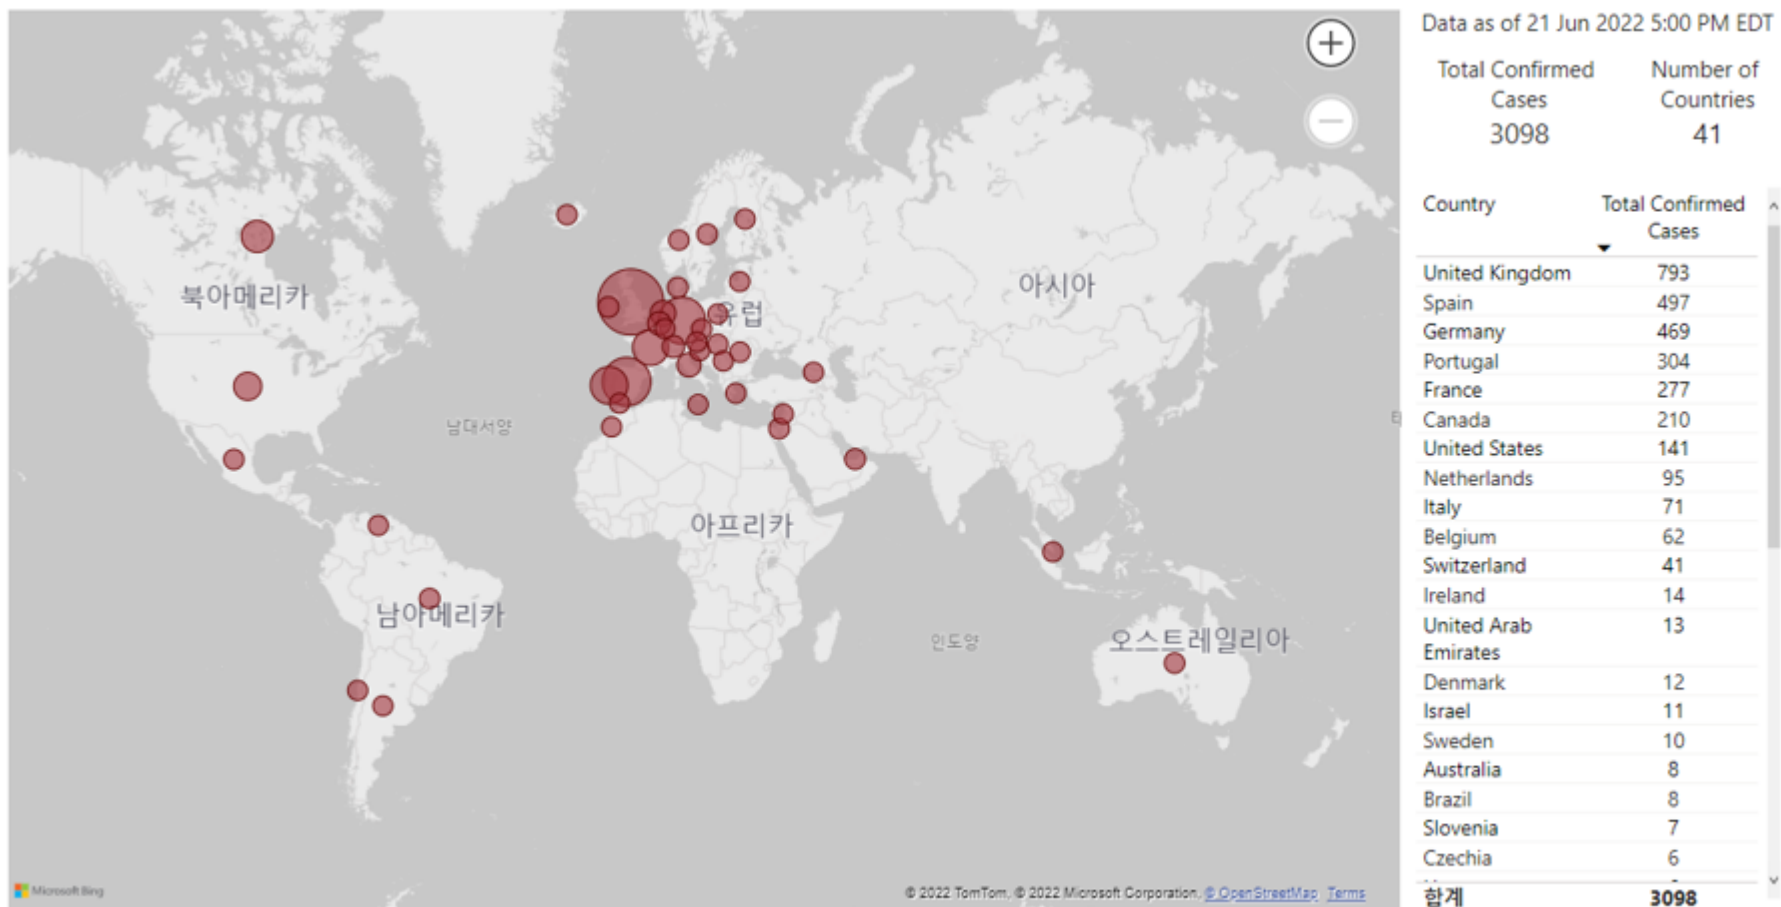 Data as of 21 Jun 2022 5:00 PM EDT
Total Confirmed
Cases
3098
Number of
Countries
41
북아메리카
유럽
아시아
남대서양
아프리카
남아메리카
인도양
오스트레일리아
Microsoft Bing
© 2022 TomTom, © 2022 Microsoft Corporation, © OpenStreetMap Terms
Country Total Confirmed
Cases
United Kingdom 793
Spain 497
Germany 469
Portugal 304
France 277
Canada 210
United States 141
Netherlands 95
Italy 71
Belgium 62
Switzerland 41
Ireland 14
United Arab 13
Emirates
Denmark 12
Israel 11
Sweden 10
Australia 8
Brazil 8
Slovenia 7
Czechia 6
합계 3098